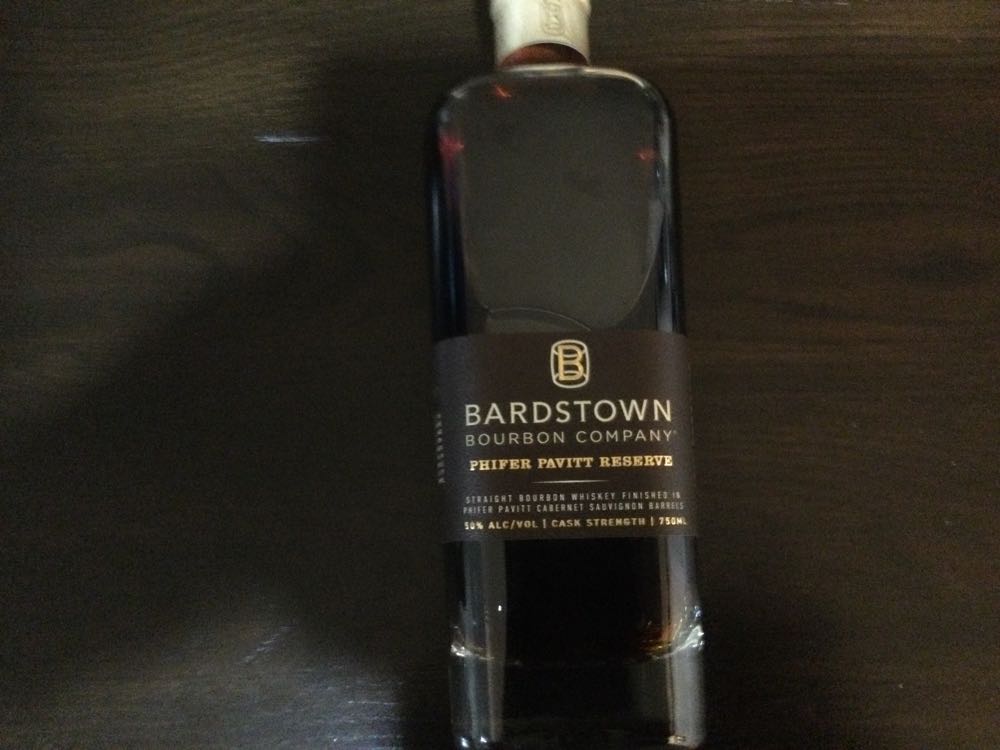 B
BARDSTOWN
BOURBON COMPANY®
PHIFER PAVITT RESERVE
STRAIGHT BOURBON WHISKEY FINISHED IN
PHIFER PAVITT CABERNET SAUVIGNON BARRELS
50% ALC/VOL | CASK STRENGTH | 750ML